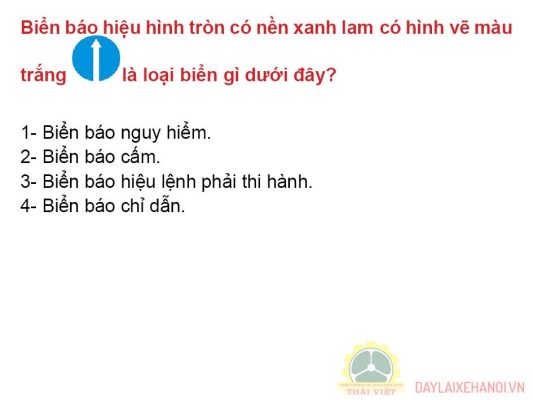 Biển báo hiệu hình tròn có nền xanh lam có hình vẽ màu
trắng là loại biển gì dưới đây?
1- Biển báo nguy hiểm.
2- Biển báo cấm.
3- Biển báo hiệu lệnh phải thi hành.
4- Biển báo chỉ dẫn.
THÁI VIỆT
DAYLAIXEHANOI.VN